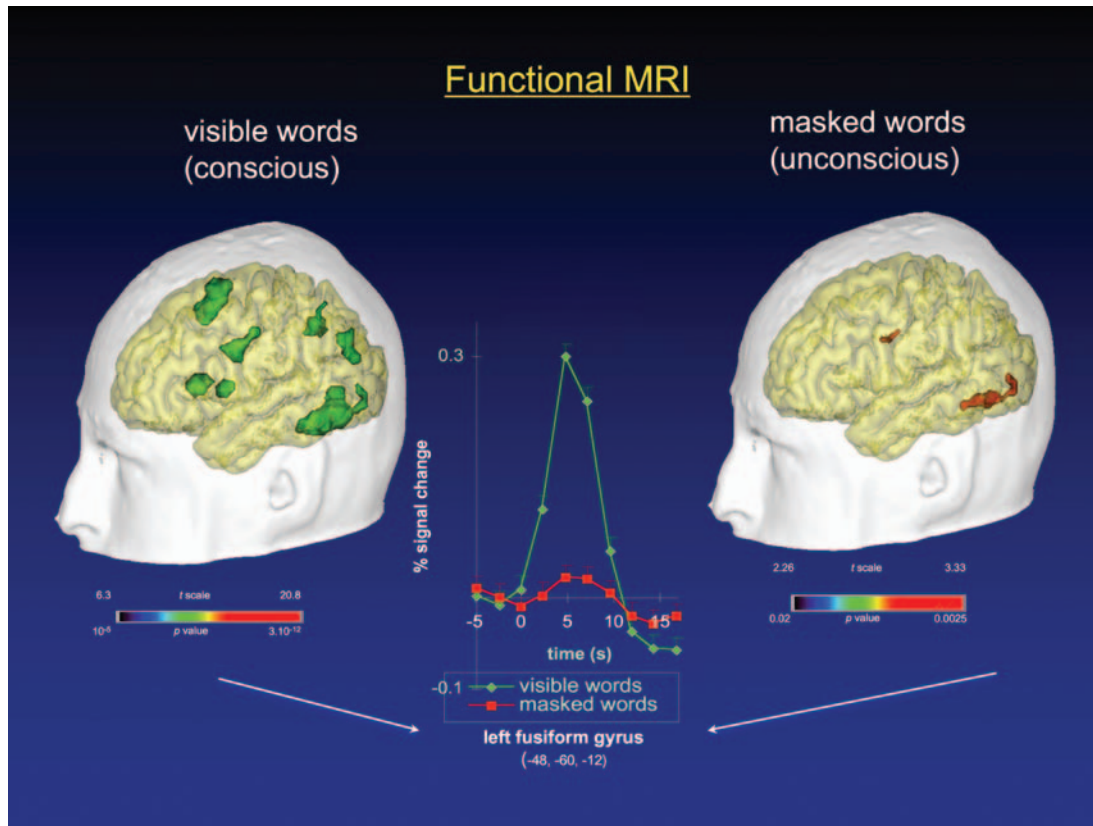 Functional MRI
visible words
(conscious)
masked words
(unconscious)
0.3
% signal change
-5 0 5 10 15
time (s)
-0.1
visible words
masked words
left fusiform gyrus
(-48, -60, -12)
6.3 t scale 20.8
10⁻⁶ p value 3.10⁻¹²
2.26 t scale 3.33
0.02 p value 0.0025